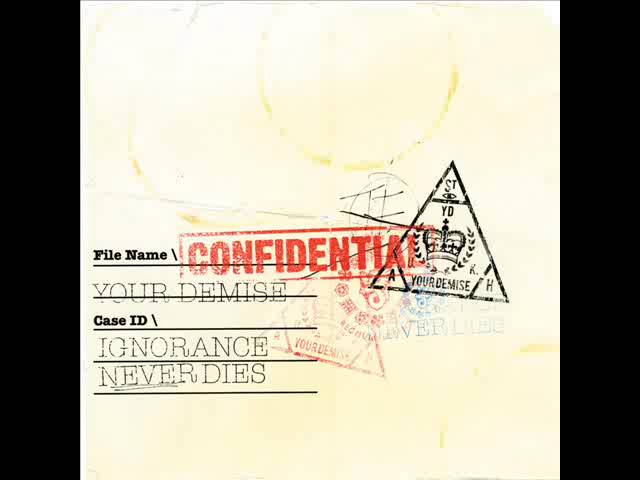 ST
YD
File Name \
CONFIDENTIAL
U. K.
A YOUR DEMISE H
YOUR DEMISE
Case ID \
NEVER DIES
YOUR DEMISE
IGNORANCE
NEVER DIES